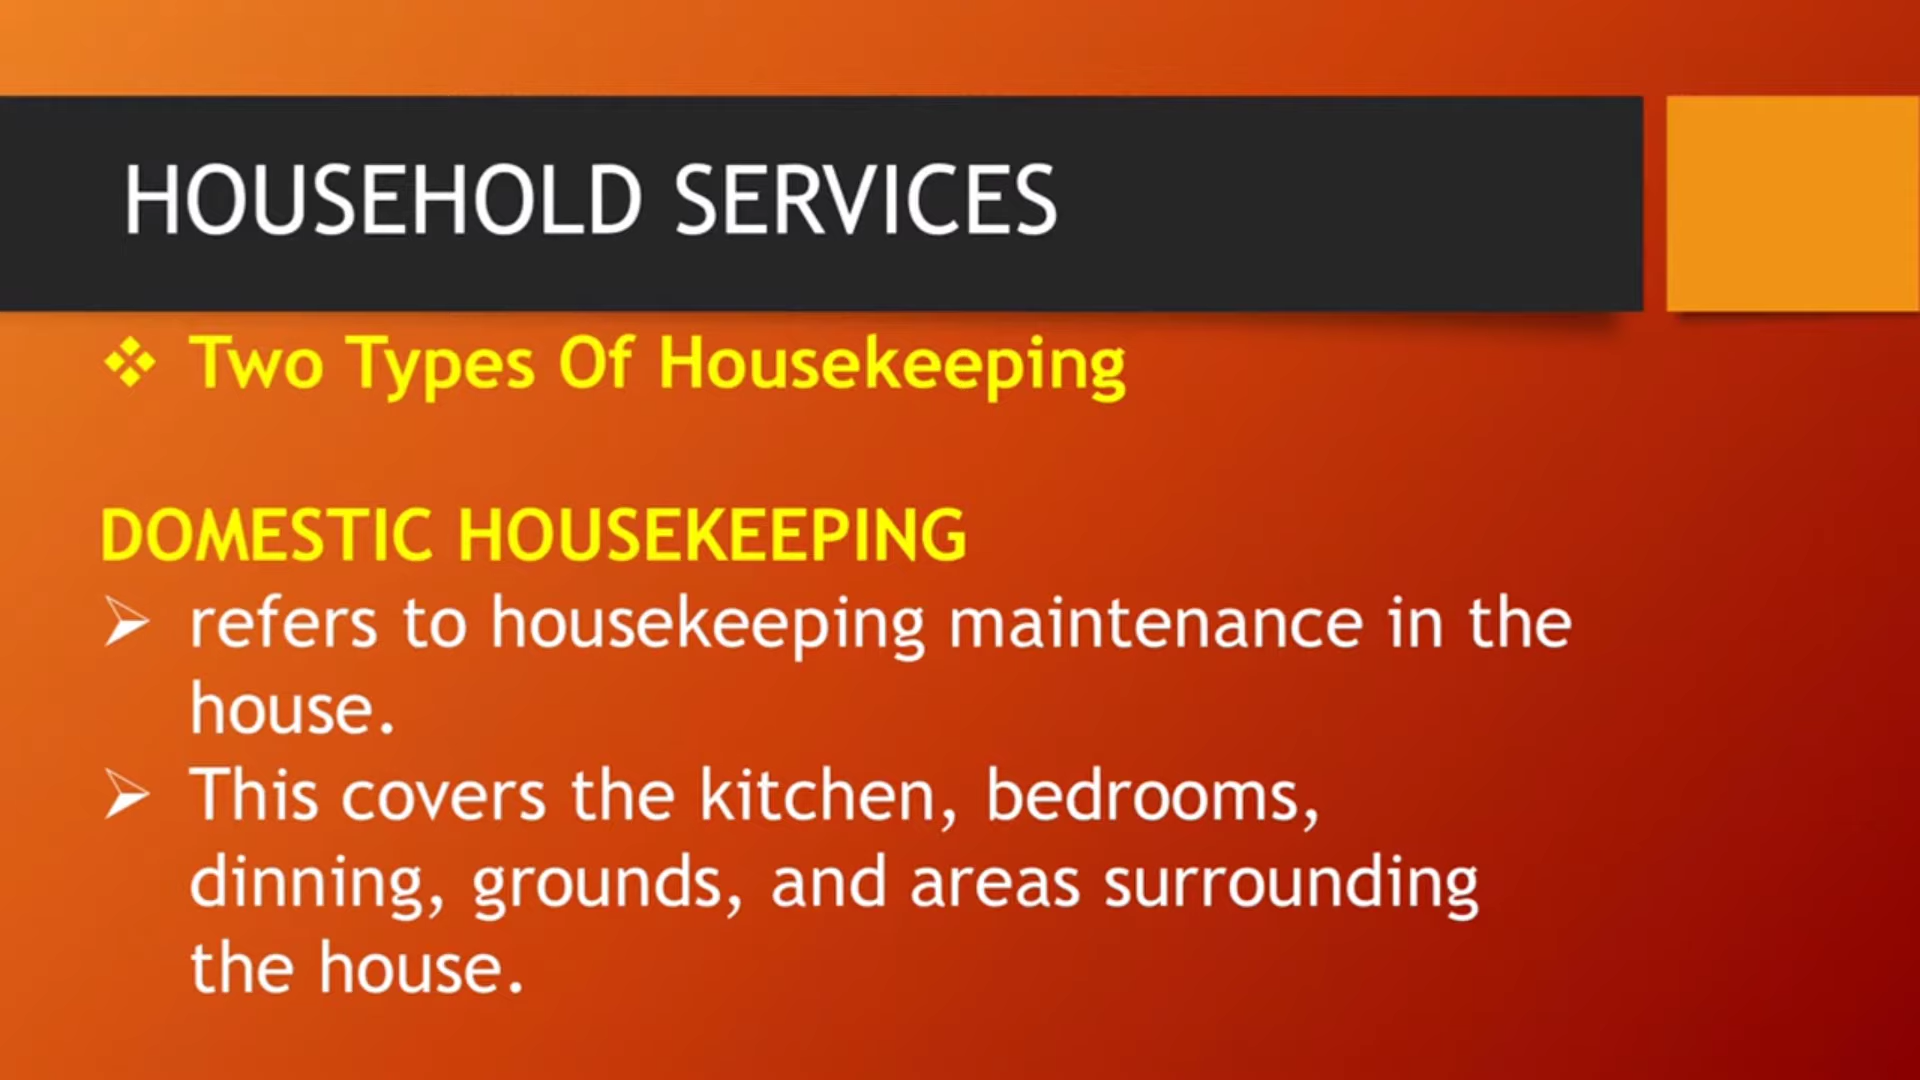 HOUSEHOLD SERVICES
❖ Two Types Of Housekeeping
DOMESTIC HOUSEKEEPING
➢ refers to housekeeping maintenance in the
house.
➢ This covers the kitchen, bedrooms,
dinning, grounds, and areas surrounding
the house.